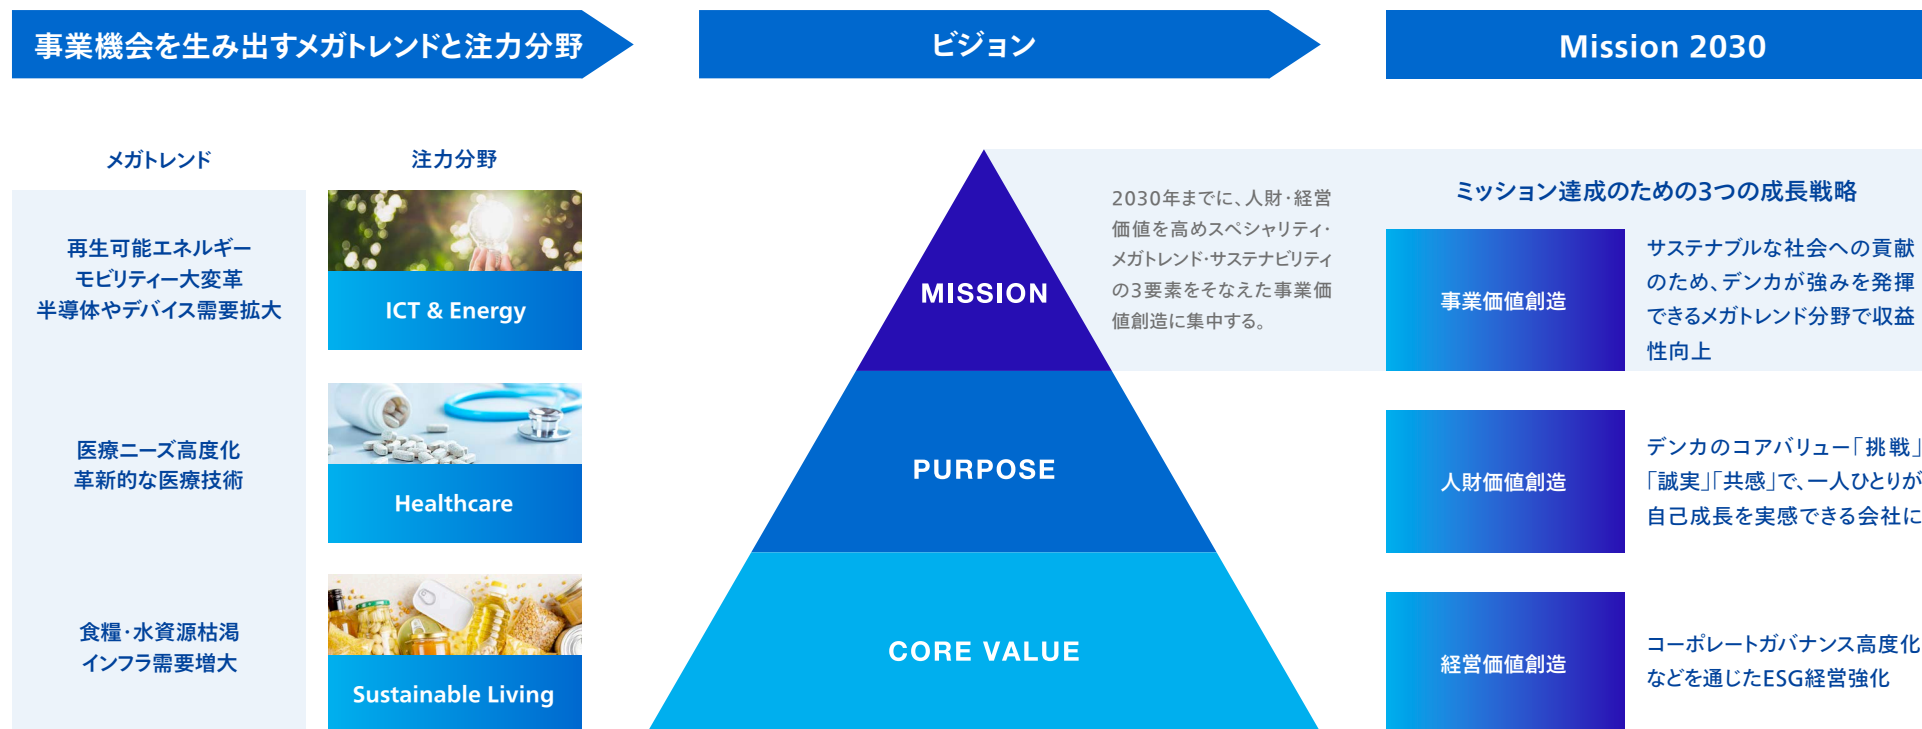 事業機会を生み出すメガトレンドと注力分野
ビジョン
Mission 2030
メガトレンド
注力分野
再生可能エネルギー
モビリティー大変革
半導体やデバイス需要拡大
ICT & Energy
医療ニーズ高度化
革新的な医療技術
Healthcare
食糧・水資源枯渇
インフラ需要増大
Sustainable Living
MISSION
PURPOSE
CORE VALUE
2030年までに、人財・経営
価値を高めスペシャリティ・
メガトレンド・サステナビリティ
の3要素をそなえた事業価
値創造に集中する。
ミッション達成のための3つの成長戦略
事業価値創造
サステナブルな社会への貢献
のため、デンカが強みを発揮
できるメガトレンド分野で収益
性向上
人財価値創造
デンカのコアバリュー「挑戦」
「誠実」「共感」で、一人ひとりが
自己成長を実感できる会社に
経営価値創造
コーポレートガバナンス高度化
などを通じたESG経営強化